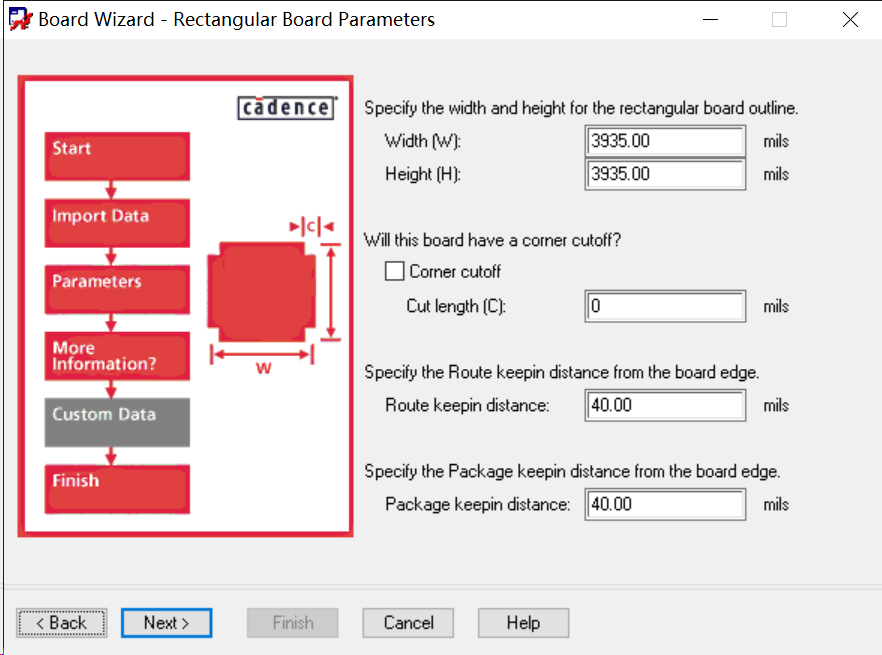 Board Wizard - Rectangular Board Parameters
cādence
Start
Import Data
Parameters
More
Information?
Custom Data
Finish
C
W
Specify the width and height for the rectangular board outline.
Width (W): 3935.00 mils
Height (H): 3935.00 mils
Will this board have a corner cutoff?
Corner cutoff
Cut length (C): 0 mils
Specify the Route keepin distance from the board edge.
Route keepin distance: 40.00 mils
Specify the Package keepin distance from the board edge.
Package keepin distance: 40.00 mils
< Back Next > Finish Cancel Help